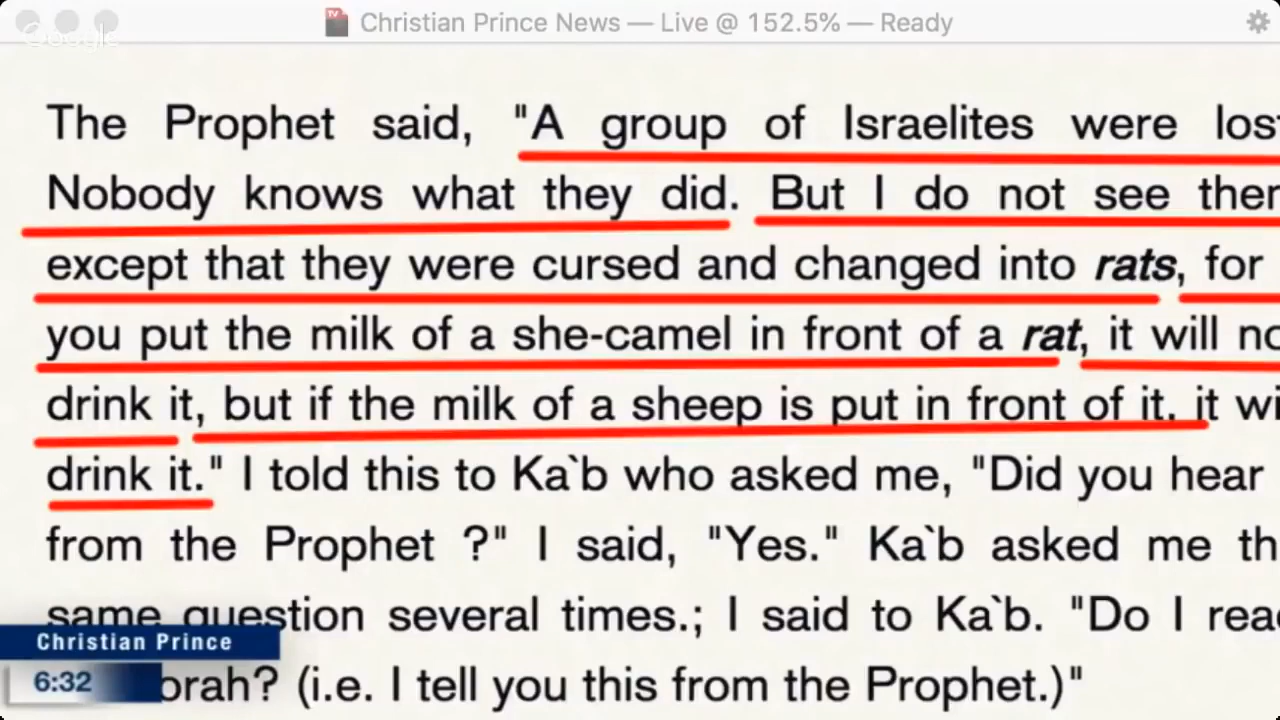 Christian Prince News — Live @ 152.5% — Ready
Google
The Prophet said, "A group of Israelites were
Nobody knows what they did. But I do not see
except that they were cursed and changed into rats, for
you put the milk of a she-camel in front of a rat, it will
drink it, but if the milk of a sheep is put in front of it, it
drink it." I told this to Ka`b who asked me, "Did you hear
from the Prophet ?" I said, "Yes." Ka`b asked me
same question several times.; I said to Ka`b. "Do I
(i.e. I tell you this from the Prophet.)"
Christian Prince
6:32